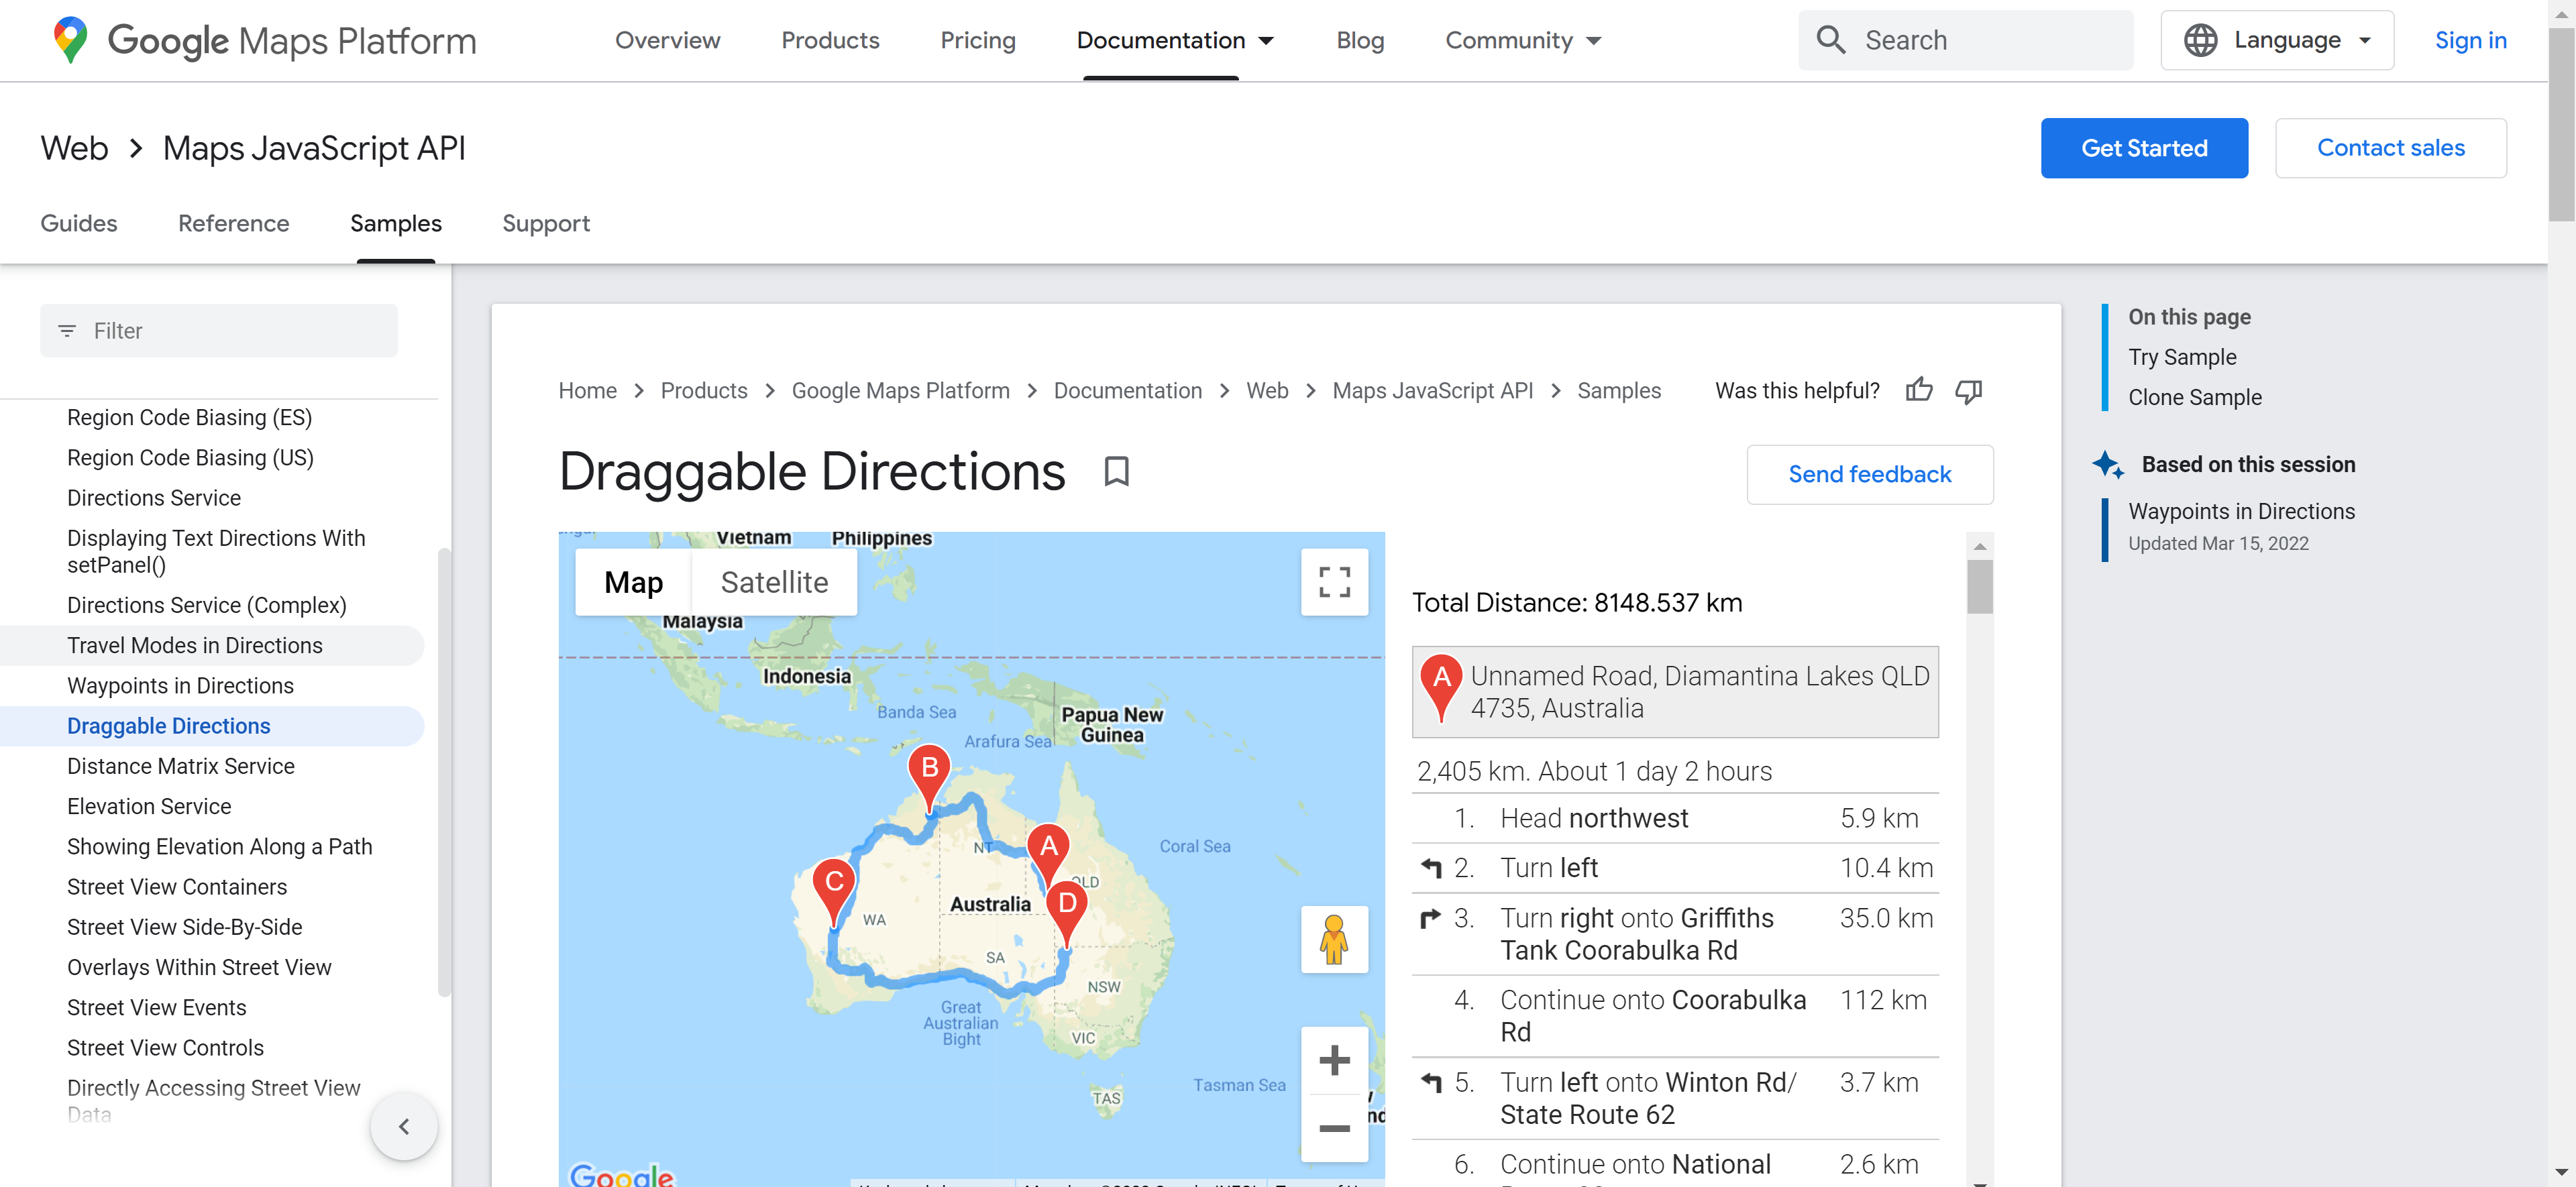 Google Maps Platform
Overview
Products
Pricing
Documentation
Blog
Community
Search
Language
Sign in
Web
Maps JavaScript API
Get Started
Contact sales
Guides
Reference
Samples
Support
Filter
Region Code Biasing (ES)
Region Code Biasing (US)
Directions Service
Displaying Text Directions With
setPanel()
Directions Service (Complex)
Travel Modes in Directions
Waypoints in Directions
Draggable Directions
Distance Matrix Service
Elevation Service
Showing Elevation Along a Path
Street View Containers
Street View Side-By-Side
Overlays Within Street View
Street View Events
Street View Controls
Directly Accessing Street View
Data
Home
Products
Google Maps Platform
Documentation
Web
Maps JavaScript API
Samples
Was this helpful?
Draggable Directions
Send feedback
Vietnam
Philippines
Map
Satellite
Malaysia
Indonesia
Banda Sea
Papua New
Guinea
Arafura Sea
B
A
C
D
NT
QLD
Coral Sea
Australia
WA
SA
NSW
Great
Australian
Bight
VIC
Tasman Sea
TAS
Google
Total Distance: 8148.537 km
A
Unnamed Road, Diamantina Lakes QLD
4735, Australia
2,405 km. About 1 day 2 hours
1. Head northwest 5.9 km
2. Turn left 10.4 km
3. Turn right onto Griffiths 35.0 km
Tank Coorabulka Rd
4. Continue onto Coorabulka 112 km
Rd
5. Turn left onto Winton Rd/ 3.7 km
State Route 62
6. Continue onto National 2.6 km
On this page
Try Sample
Clone Sample
Based on this session
Waypoints in Directions
Updated Mar 15, 2022